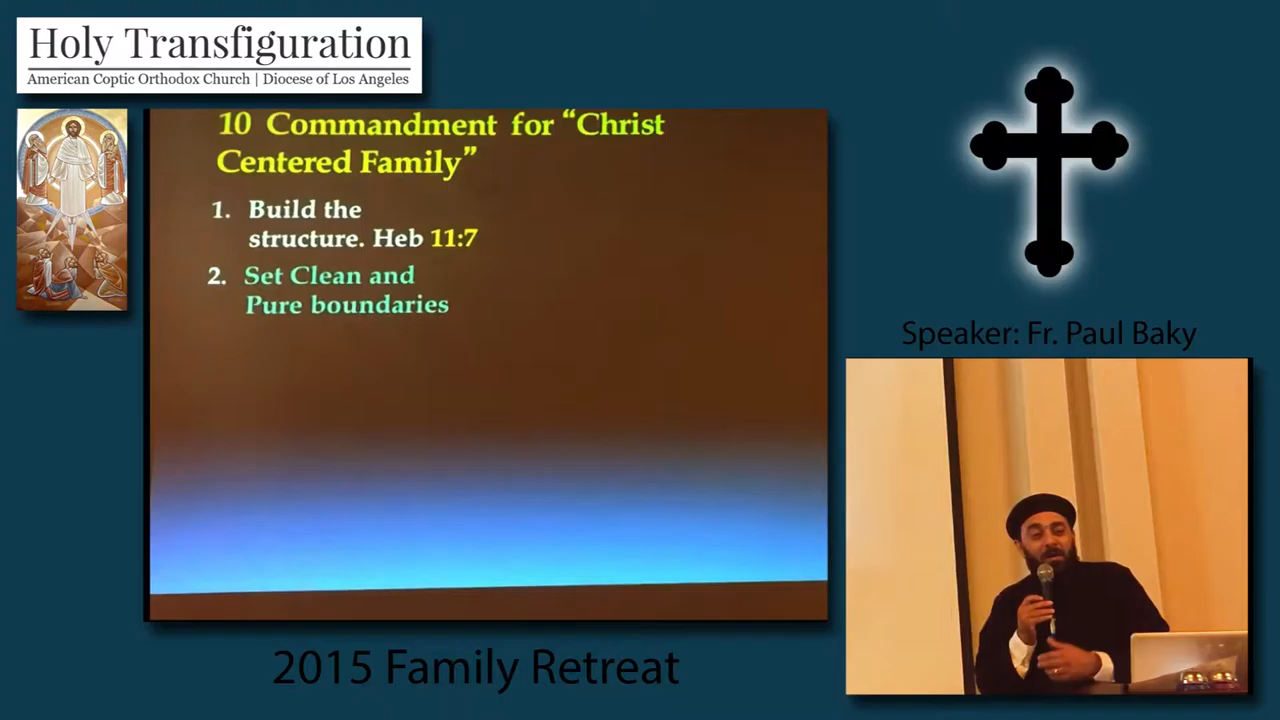 Holy Transfiguration
American Coptic Orthodox Church | Diocese of Los Angeles
10 Commandment for “Christ
Centered Family”
1. Build the
structure. Heb 11:7
2. Set Clean and
Pure boundaries
Speaker: Fr. Paul Baky
2015 Family Retreat